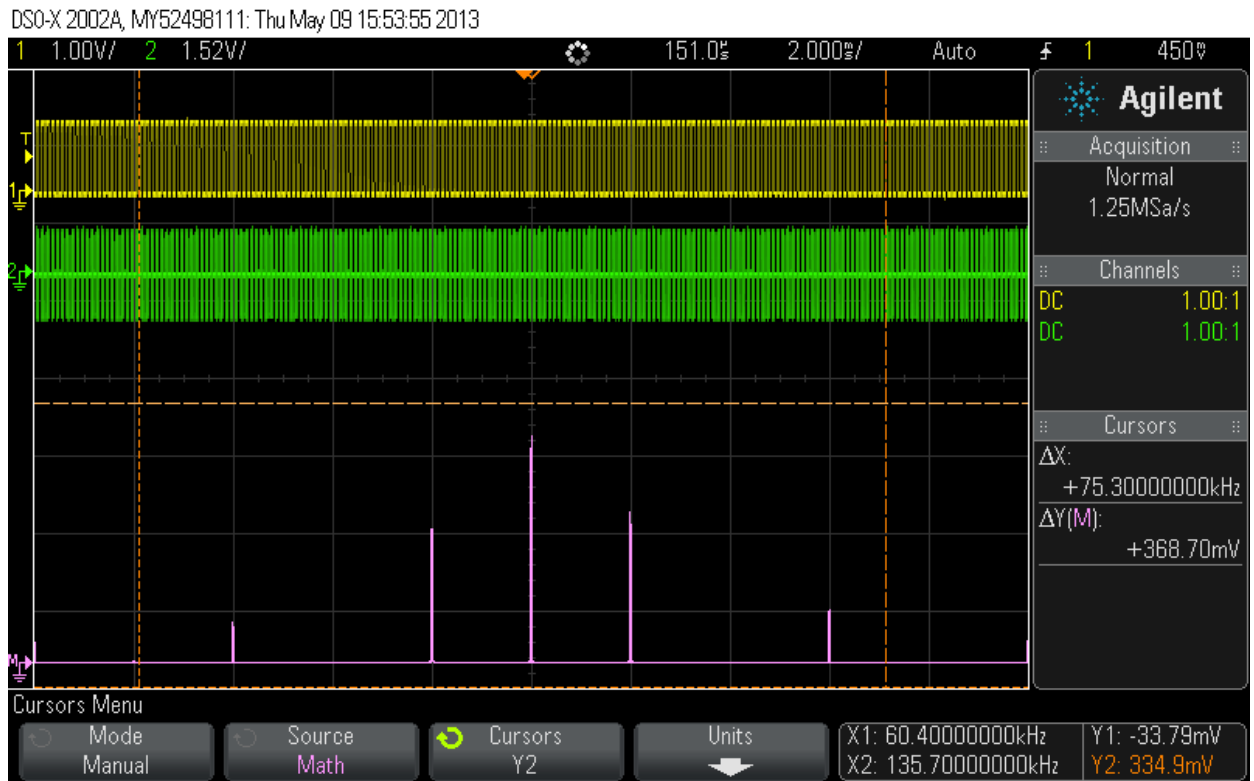 DSO-X 2002A, MY52498111: Thu May 09 15:53:55 2013
1 1.00V/ 2 1.52V/ 151.0 2.000/ Auto 1 450
Agilent
Acquisition
Normal
1.25MSa/s
Channels
DC 1.00:1
DC 1.00:1
Cursors
ΔX:
+75.30000000kHz
ΔY(M):
+368.70mV
T
1
2
M
Cursors Menu
Mode
Manual
Source
Math
Cursors
Y2
Units
X1: 60.40000000kHz
X2: 135.70000000kHz
Y1: -33.79mV
Y2: 334.9mV